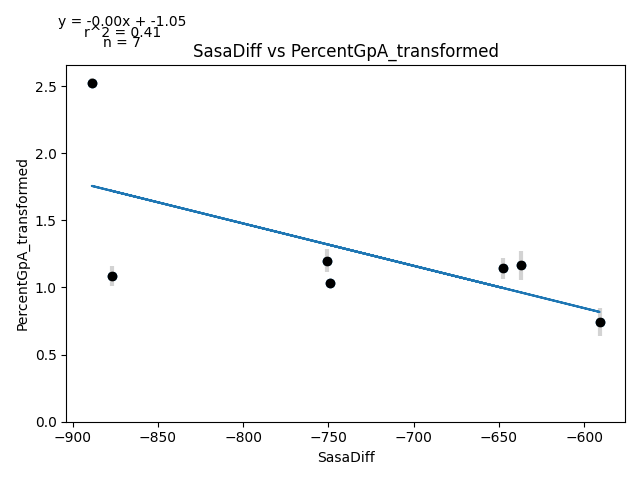 y = -0.00x + -1.05
r^2 = 0.41
n = 7
SasaDiff vs PercentGpA_transformed
PercentGpA_transformed
2.5
2.0
1.5
1.0
0.5
0.0
−900
−850
−800
−750
−700
−650
−600
SasaDiff